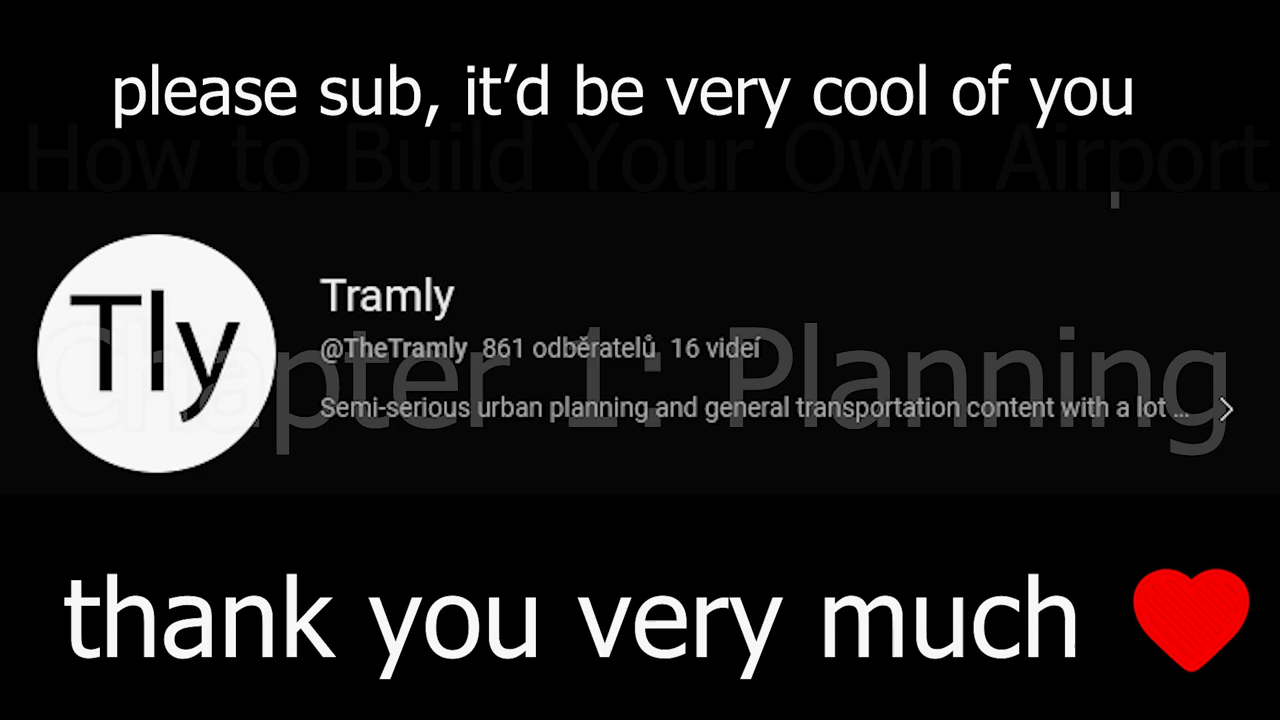 please sub, it’d be very cool of you
How to Build Your Own Airport
Tly
Tramly
@TheTramly 861 odběratelů 16 videí
Chapter 1: Planning
Semi-serious urban planning and general transportation content with a lot ...
thank you very much